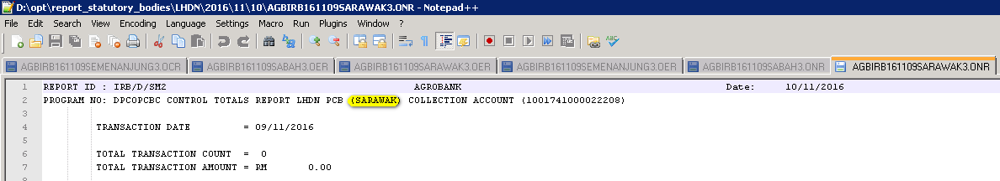 D:\opt\report_statutory_bodies\LHDN\2016\11\10\AGBIRB161109SARAWAK3.ONR - Notepad++
File Edit Search View Encoding Language Settings Macro Run Plugins Window ?
AGBIRB161109SEMENANJUNG3.OCR AGBIRB161109SABAH3.OER AGBIRB161109SARAWAK3.OER AGBIRB161109SEMENANJUNG3.OER AGBIRB161109SABAH3.ONR AGBIRB161109SARAWAK3.ONR
1 REPORT ID : IRB/D/SM2 AGROBANK Date: 10/11/2016
2 PROGRAM NO: DPCOPCBC CONTROL TOTALS REPORT LHDN PCB (SARAWAK) COLLECTION ACCOUNT (1001741000022208)
3
4 TRANSACTION DATE = 09/11/2016
5
6 TOTAL TRANSACTION COUNT = 0
7 TOTAL TRANSACTION AMOUNT = RM 0.00